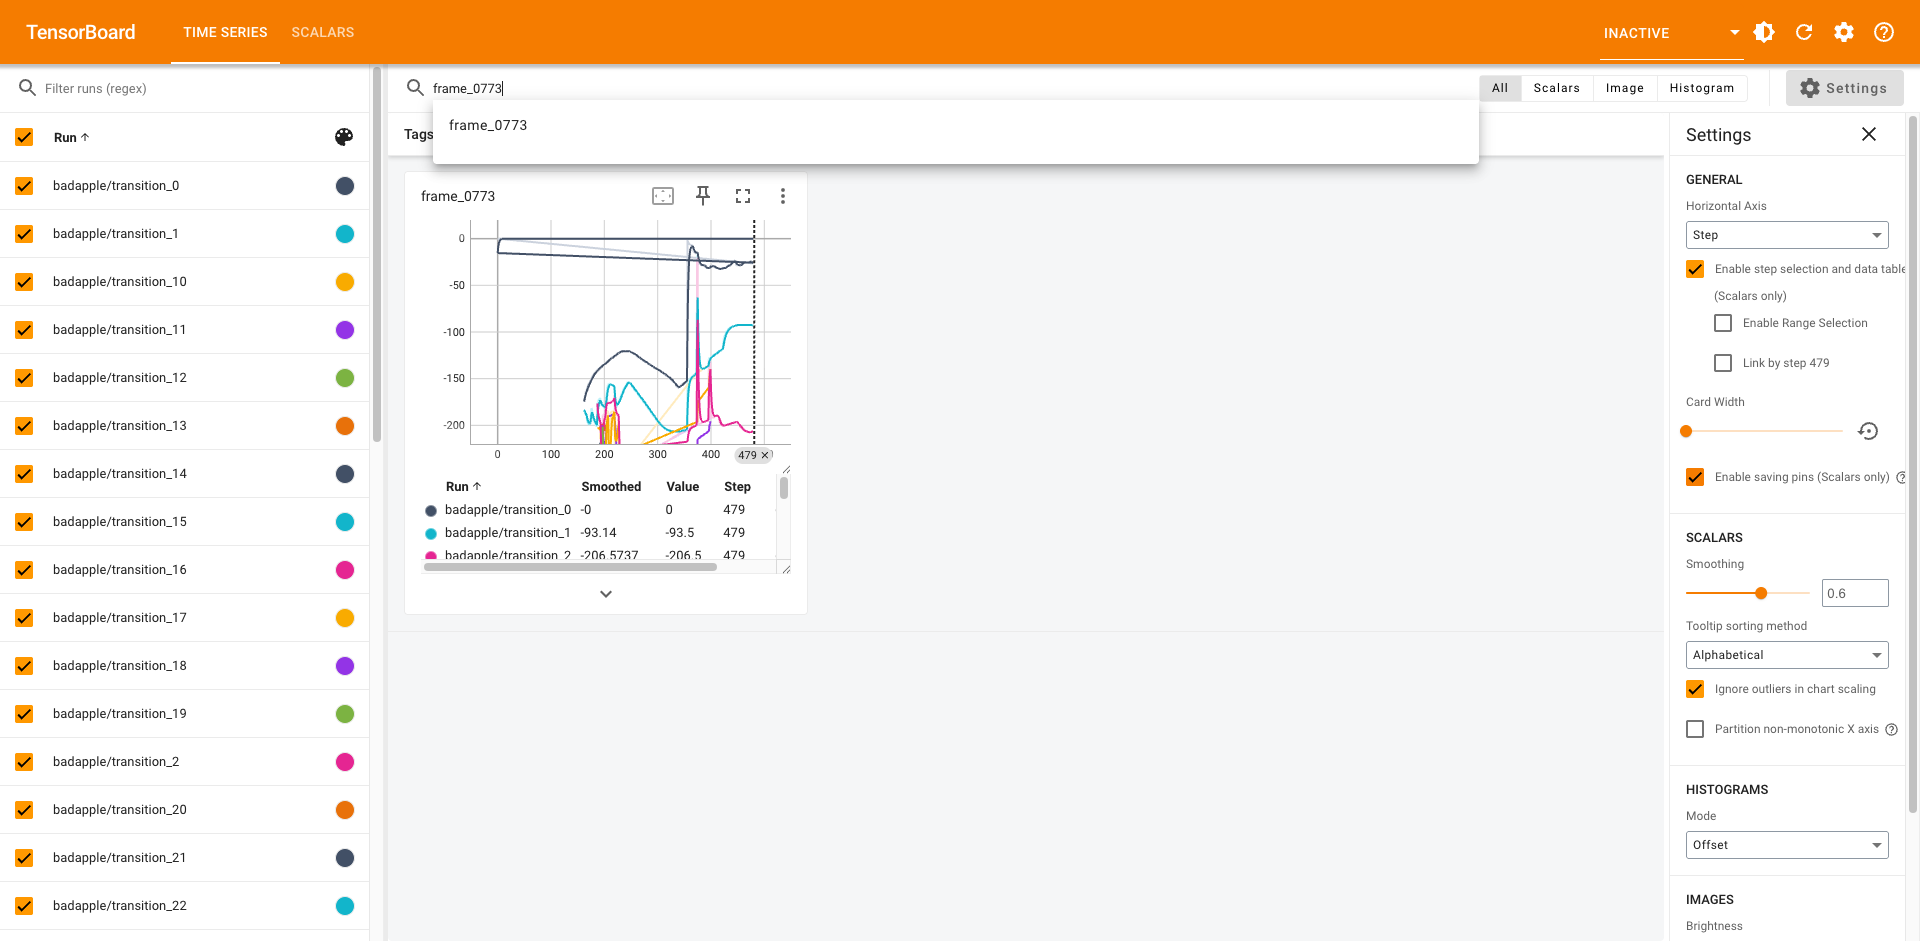 TensorBoard
TIME SERIES
SCALARS
INACTIVE
Filter runs (regex)
Run
badapple/transition_0
badapple/transition_1
badapple/transition_10
badapple/transition_11
badapple/transition_12
badapple/transition_13
badapple/transition_14
badapple/transition_15
badapple/transition_16
badapple/transition_17
badapple/transition_18
badapple/transition_19
badapple/transition_2
badapple/transition_20
badapple/transition_21
badapple/transition_22
frame_0773
All Scalars Image Histogram
Settings
frame_0773
Tags
frame_0773
0
-50
-100
-150
-200
0 100 200 300 400 479
Run Smoothed Value Step
badapple/transition_0 -0 0 479
badapple/transition_1 -93.14 -93.5 479
badapple/transition_2 -206.5737 -206.5 479
Settings
GENERAL
Horizontal Axis
Step
Enable step selection and data table
(Scalars only)
Enable Range Selection
Link by step 479
Card Width
Enable saving pins (Scalars only)
SCALARS
Smoothing
0.6
Tooltip sorting method
Alphabetical
Ignore outliers in chart scaling
Partition non-monotonic X axis
HISTOGRAMS
Mode
Offset
IMAGES
Brightness